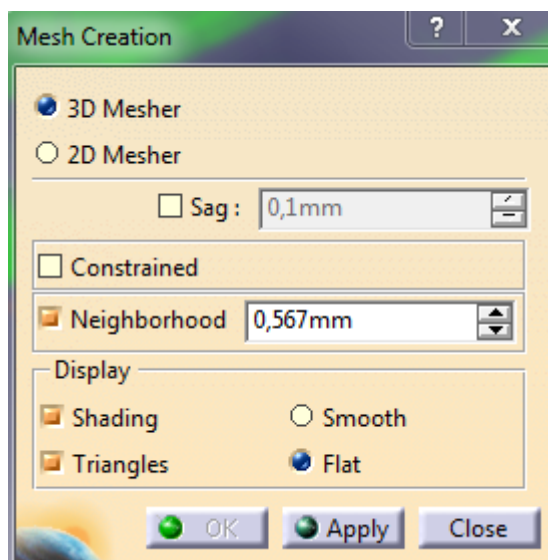 Mesh Creation ? X
3D Mesher
2D Mesher
Sag : 0,1mm
Constrained
Neighborhood 0,567mm
Display
Shading Smooth
Triangles Flat
OK Apply Close